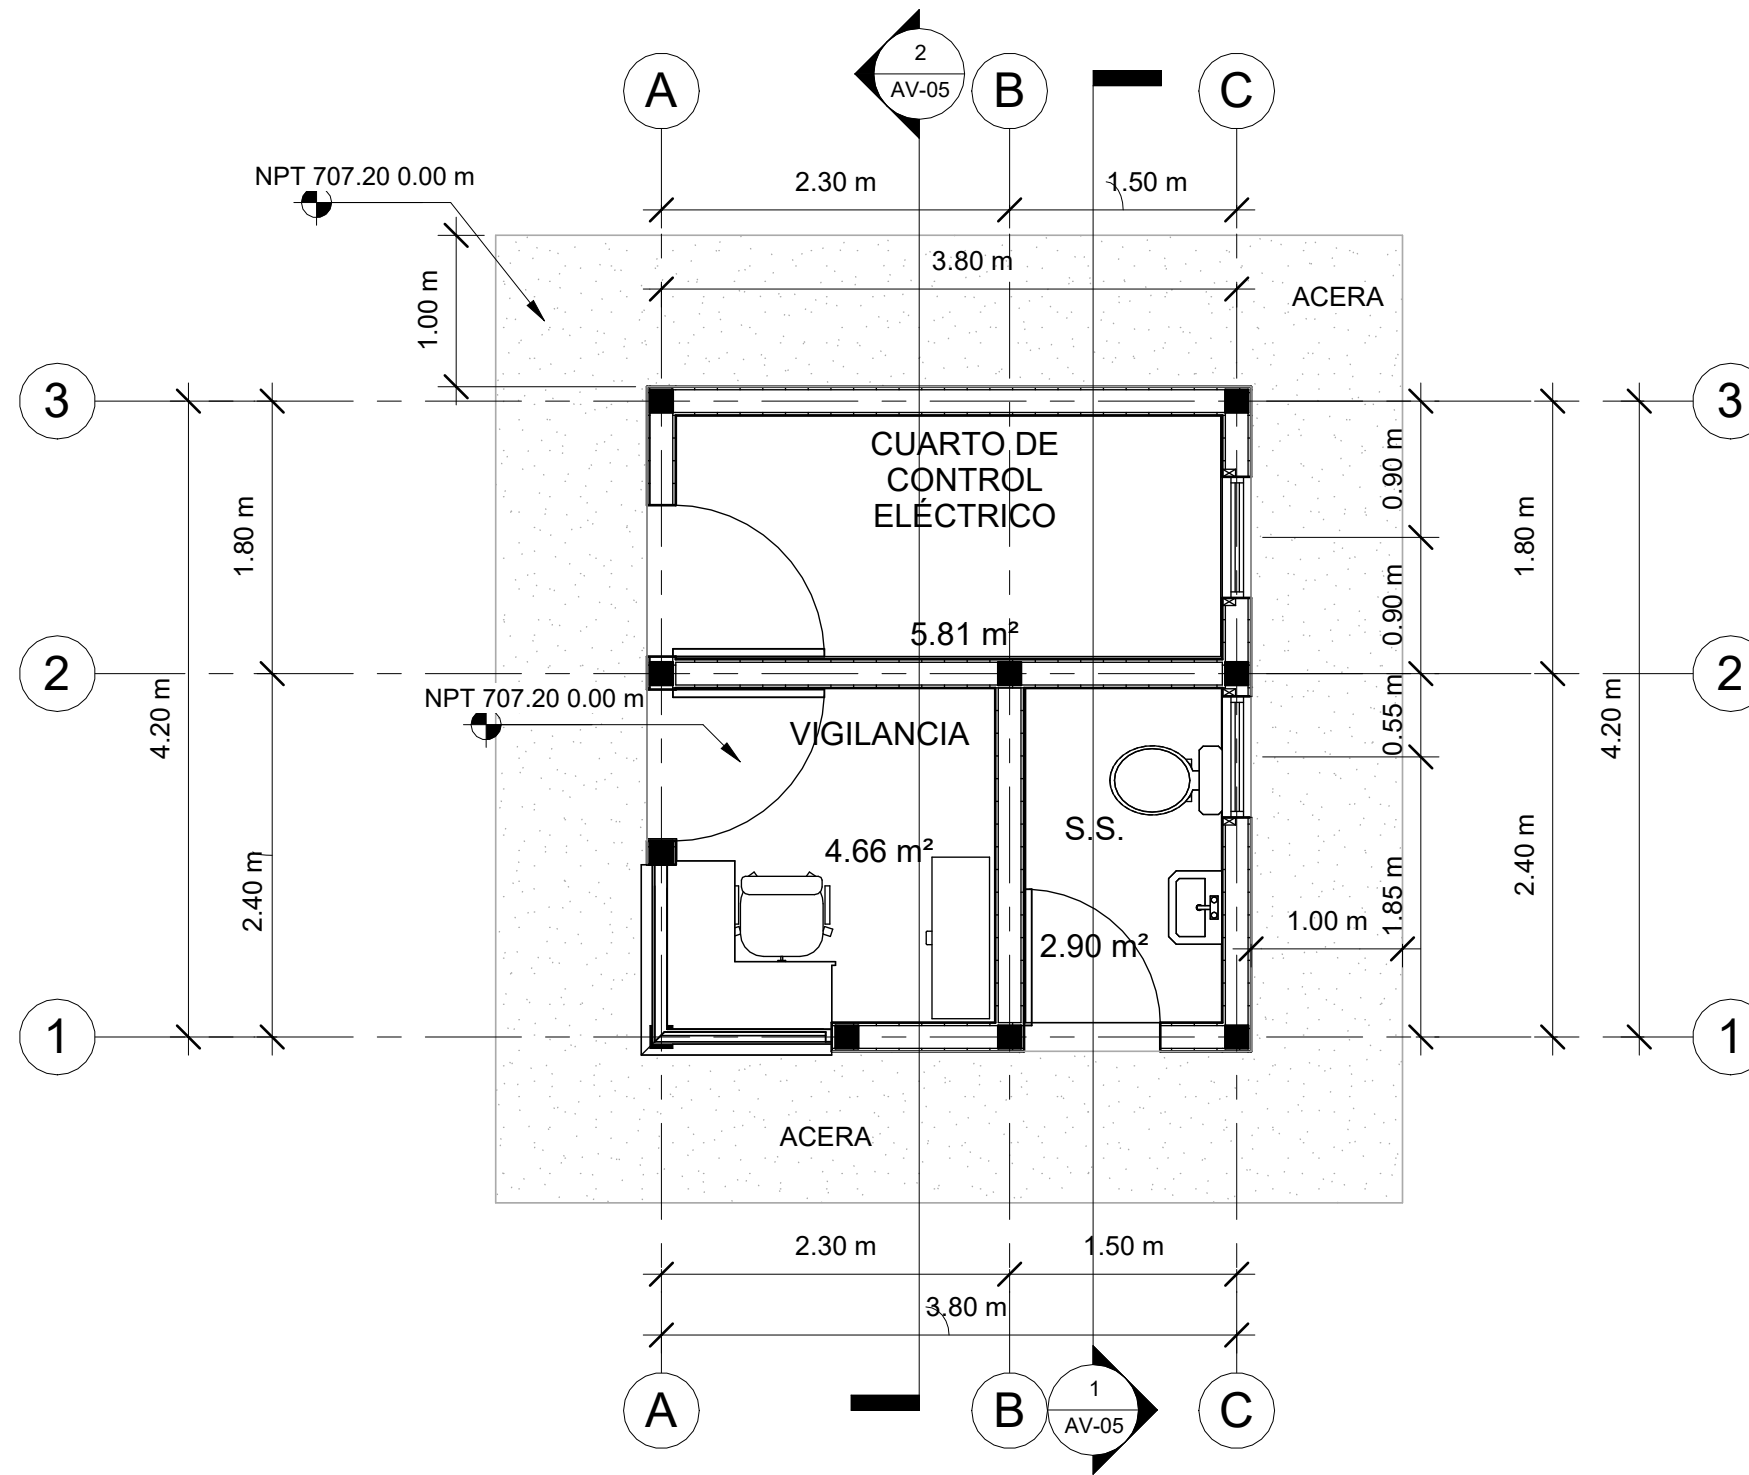 2
AV-05
A
B
C
NPT 707.20 0.00 m
2.30 m
1.50 m
3.80 m
1.00 m
ACERA
3
3
CUARTO DE
CONTROL
ELÉCTRICO
0.90 m
1.80 m
1.80 m
0.90 m
5.81 m²
2
2
NPT 707.20 0.00 m
VIGILANCIA
4.20 m
0.55 m
4.20 m
S.S.
4.66 m²
2.40 m
2.40 m
1.85 m
1.00 m
2.90 m²
1
1
ACERA
2.30 m
1.50 m
3.80 m
A
B
1
AV-05
C